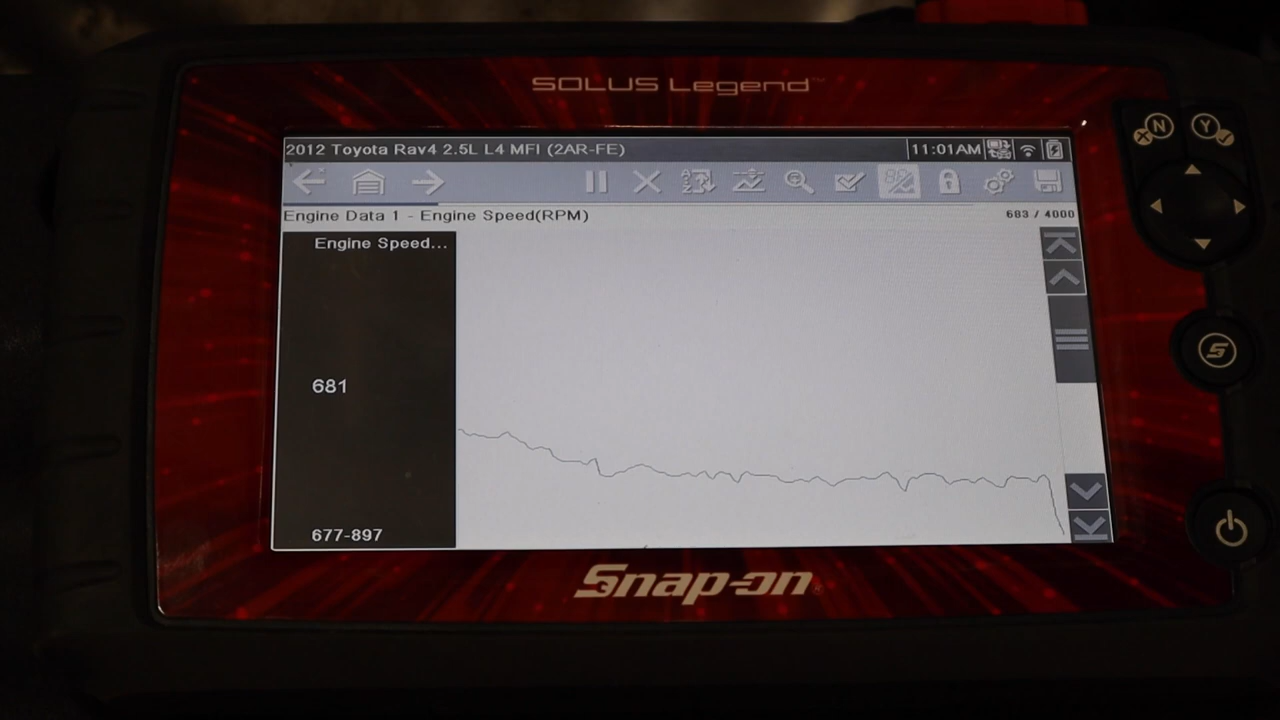 SOLUS Legend™
2012 Toyota Rav4 2.5L L4 MFI (2AR-FE)
11:01AM
N
Y
Engine Data 1 - Engine Speed(RPM)
683 / 4000
Engine Speed...
681
677-897
S
Snap-on®